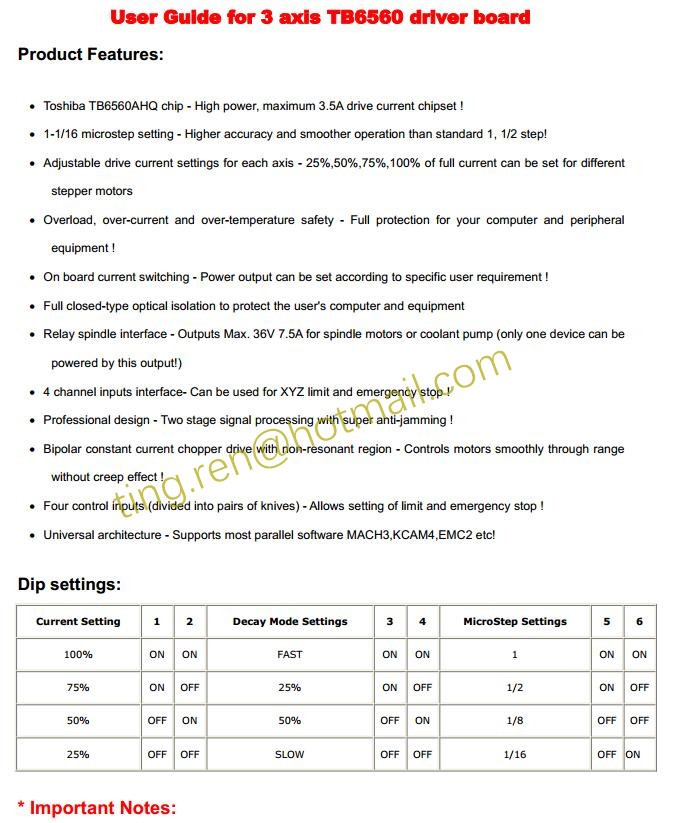 User Guide for 3 axis TB6560 driver board
Product Features:
• Toshiba TB6560AHQ chip - High power, maximum 3.5A drive current chipset !
• 1-1/16 microstep setting - Higher accuracy and smoother operation than standard 1, 1/2 step!
• Adjustable drive current settings for each axis - 25%,50%,75%,100% of full current can be set for different
stepper motors
• Overload, over-current and over-temperature safety - Full protection for your computer and peripheral
equipment !
• On board current switching - Power output can be set according to specific user requirement !
• Full closed-type optical isolation to protect the user's computer and equipment
• Relay spindle interface - Outputs Max. 36V 7.5A for spindle motors or coolant pump (only one device can be
powered by this output!)
• 4 channel inputs interface- Can be used for XYZ limit and emergency stop !
• Professional design - Two stage signal processing with super anti-jamming !
• Bipolar constant current chopper drive with non-resonant region - Controls motors smoothly through range
without creep effect !
• Four control inputs (divided into pairs of knives) - Allows setting of limit and emergency stop !
• Universal architecture - Supports most parallel software MACH3,KCAM4,EMC2 etc!
ting.ren@hotmail.com
Dip settings:
Current Setting 1 2 Decay Mode Settings 3 4 MicroStep Settings 5 6
100% ON ON FAST ON ON 1 ON ON
75% ON OFF 25% ON OFF 1/2 ON OFF
50% OFF ON 50% OFF ON 1/8 OFF OFF
25% OFF OFF SLOW OFF OFF 1/16 OFF ON
* Important Notes: